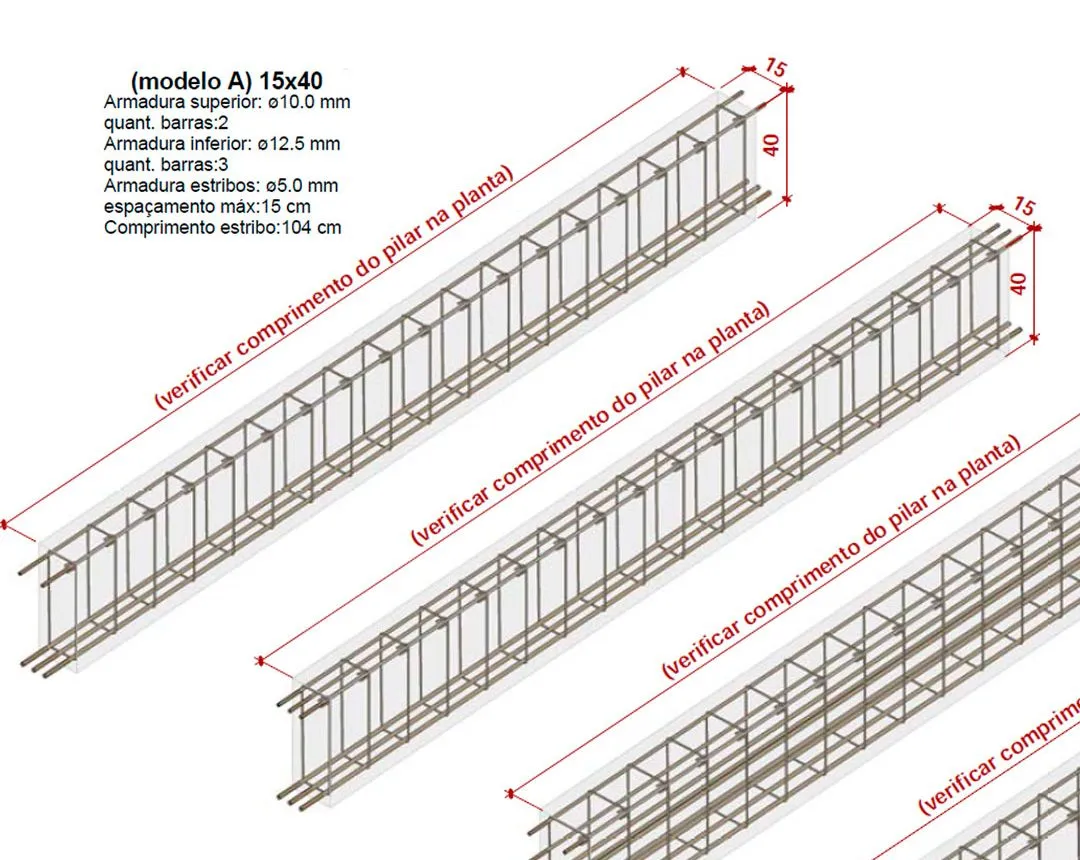 (modelo A) 15x40
Armadura superior: ø10.0 mm
quant. barras:2
Armadura inferior: ø12.5 mm
quant. barras:3
Armadura estribos: ø5.0 mm
espaçamento máx:15 cm
Comprimento estribo:104 cm
15
40
(verificar comprimento do pilar na planta)
15
40
(verificar comprimento do pilar na planta)
(verificar comprimento do pilar na planta)
(verificar comprime